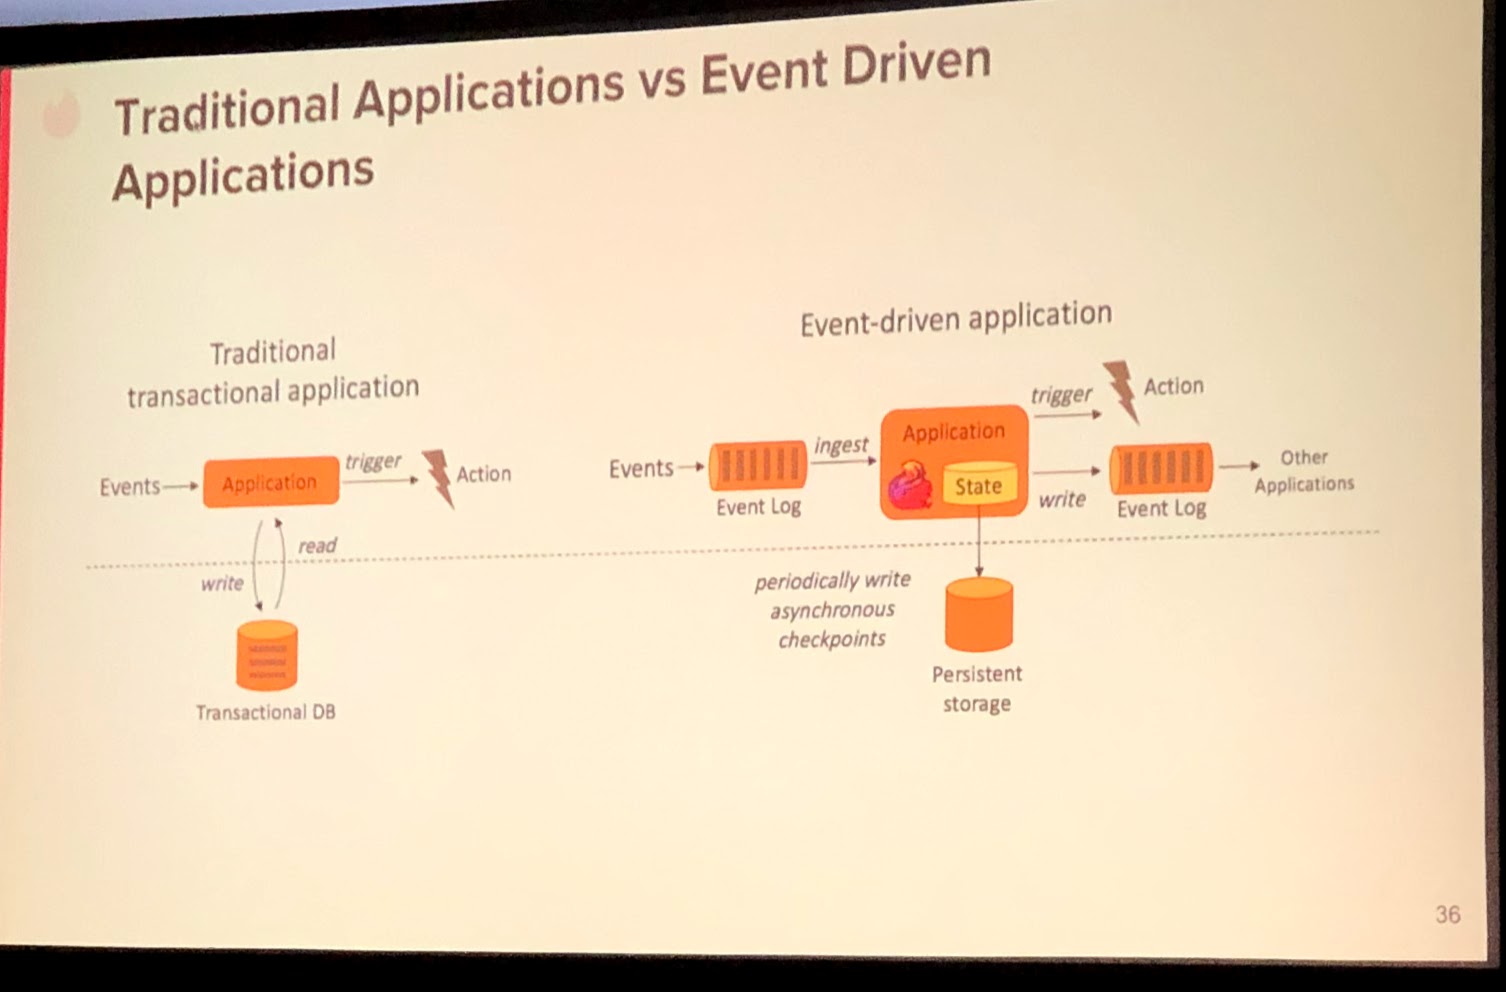 Traditional Applications vs Event Driven
Applications
Traditional
transactional application
Events
Application
trigger
Action
read
write
Transactional DB
Event-driven application
Events
Event Log
ingest
Application
State
trigger
Action
write
Event Log
Other
Applications
periodically write
asynchronous
checkpoints
Persistent
storage
36